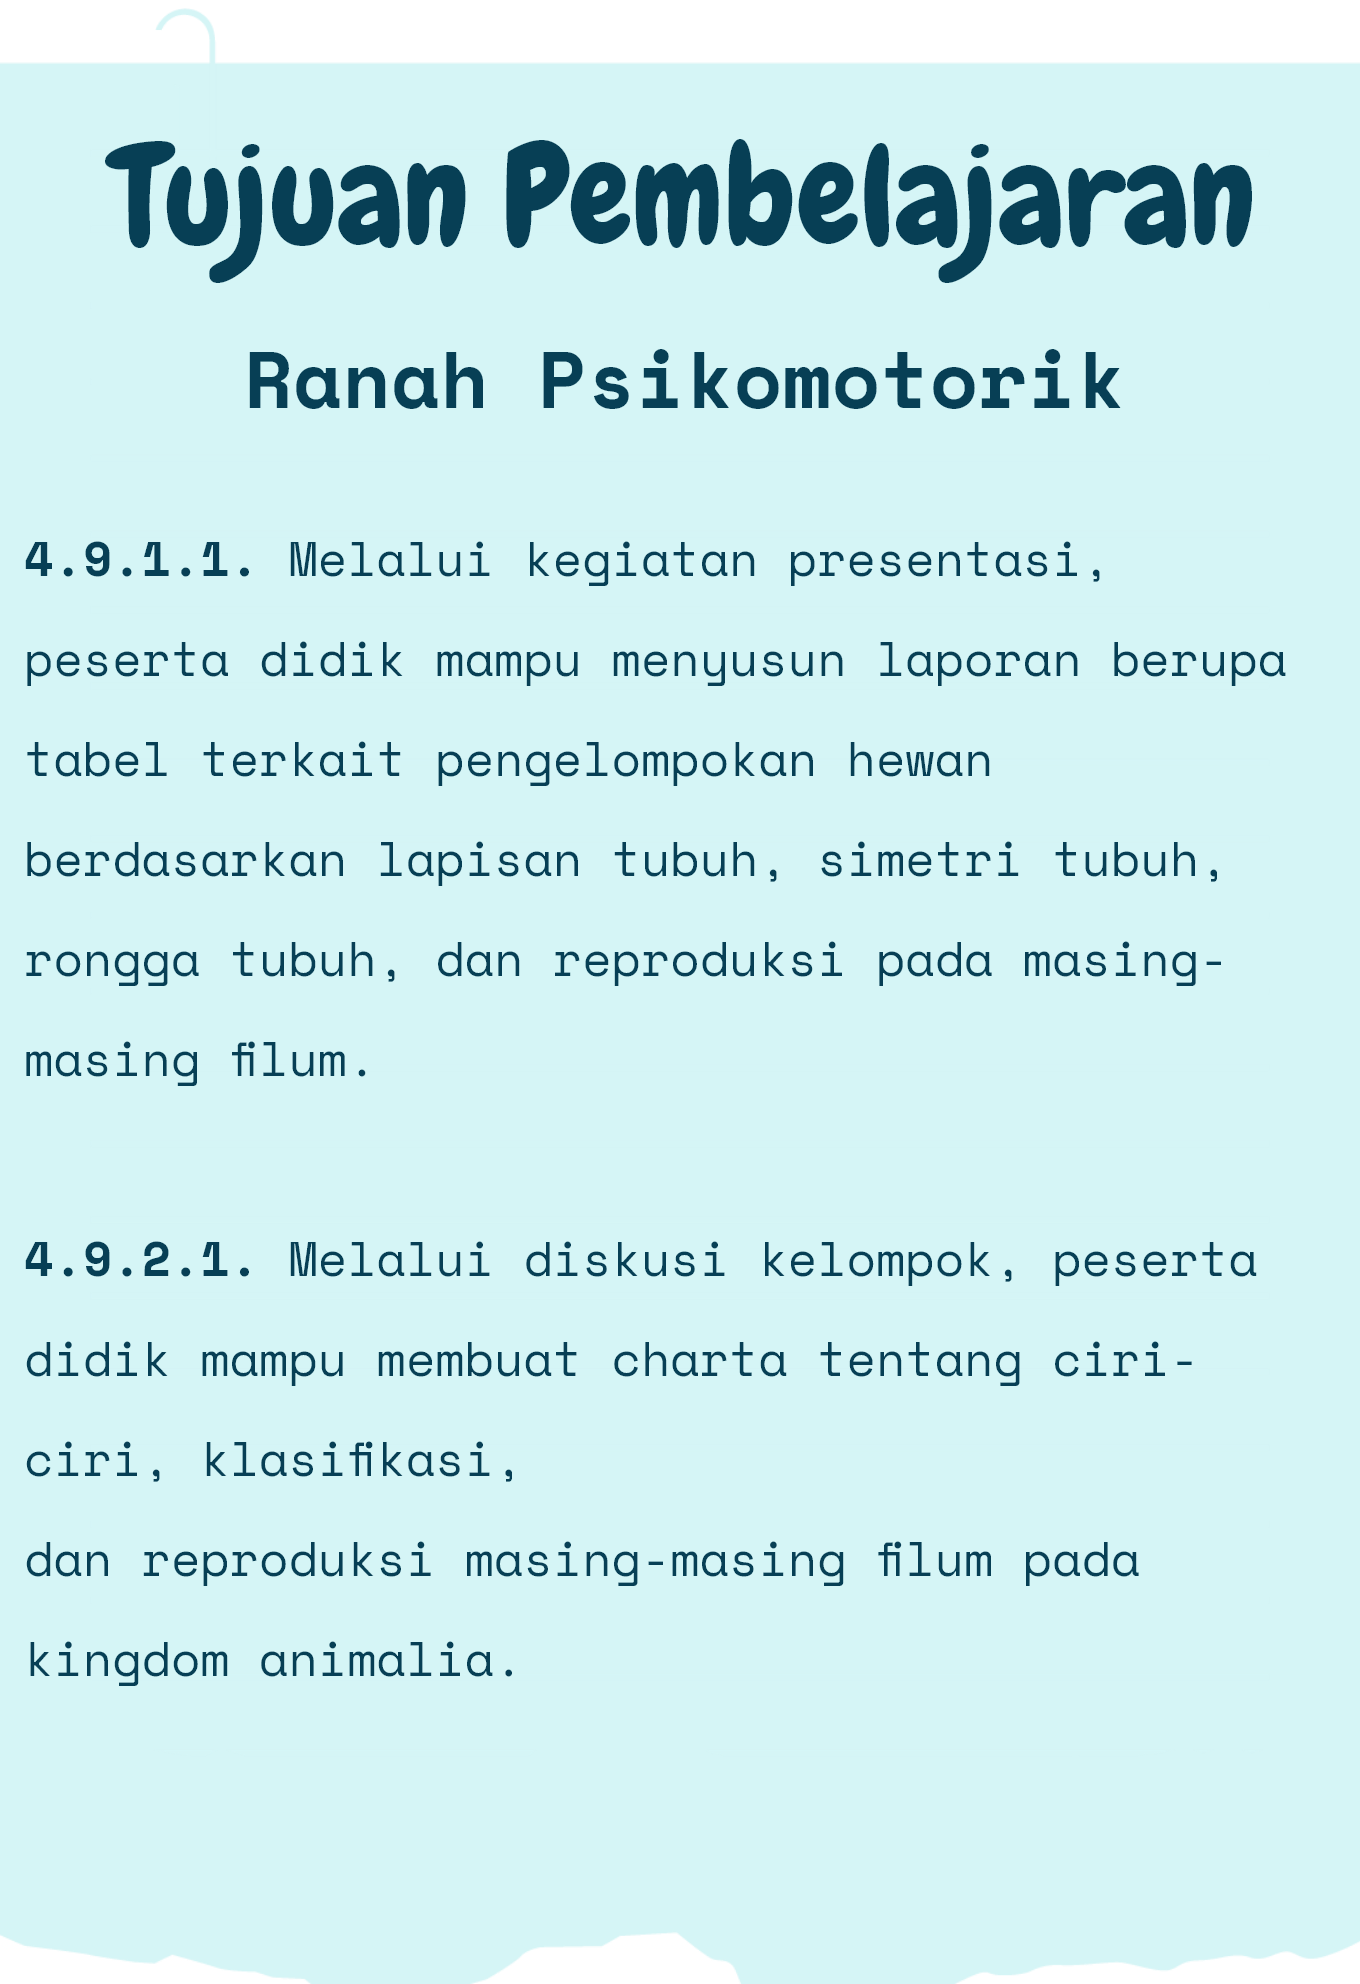 Tujuan Pembelajaran
Ranah Psikomotorik
4.9.1.1. Melalui kegiatan presentasi,
peserta didik mampu menyusun laporan berupa
tabel terkait pengelompokan hewan
berdasarkan lapisan tubuh, simetri tubuh,
rongga tubuh, dan reproduksi pada masing-
masing filum.
4.9.2.1. Melalui diskusi kelompok, peserta
didik mampu membuat charta tentang ciri-
ciri, klasifikasi,
dan reproduksi masing-masing filum pada
kingdom animalia.